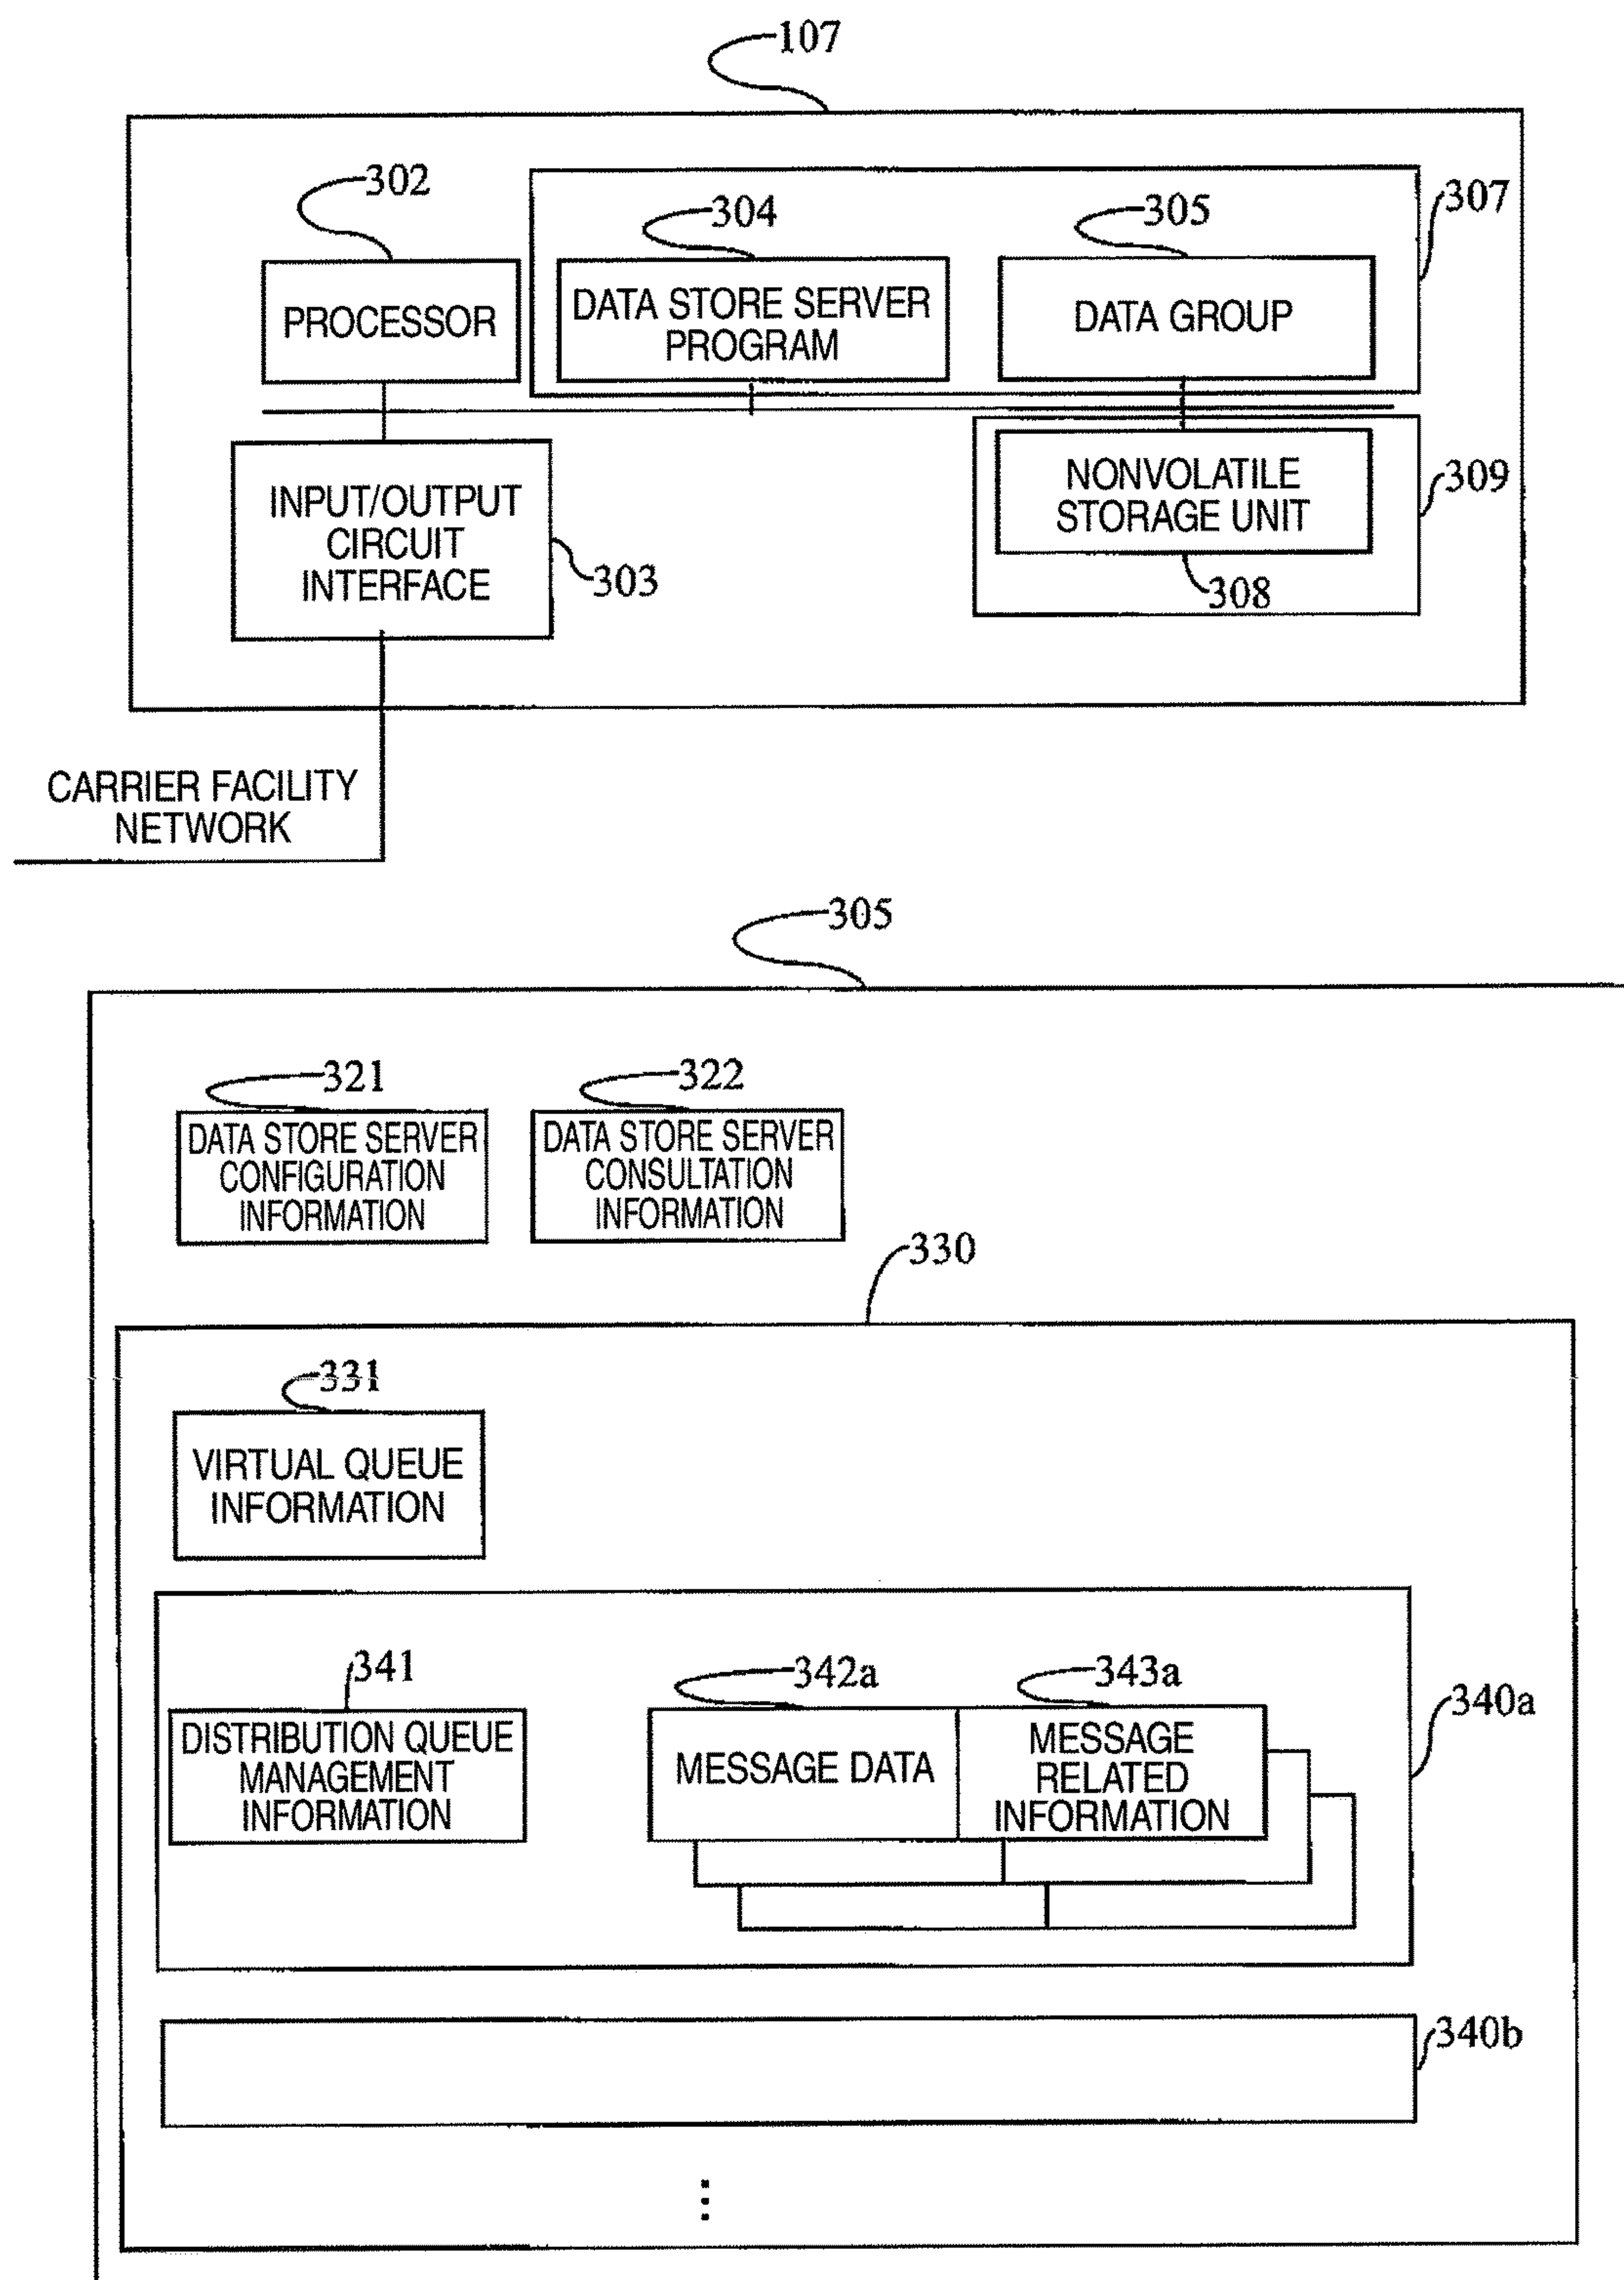 107
302
304
305
307
PROCESSOR
DATA STORE SERVER
PROGRAM
DATA GROUP
INPUT/OUTPUT
CIRCUIT
INTERFACE
303
NONVOLATILE
STORAGE UNIT
308
309
CARRIER FACILITY
NETWORK
305
321
322
DATA STORE SERVER
CONFIGURATION
INFORMATION
DATA STORE SERVER
CONSULTATION
INFORMATION
330
331
VIRTUAL QUEUE
INFORMATION
341
342a
343a
340a
DISTRIBUTION QUEUE
MANAGEMENT
INFORMATION
MESSAGE DATA
MESSAGE
RELATED
INFORMATION
340b
⋮